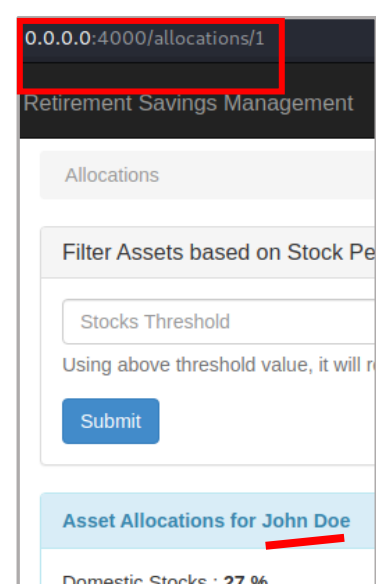 0.0.0.0:4000/allocations/1
Retirement Savings Management
Allocations
Filter Assets based on Stock Pe
Stocks Threshold
Using above threshold value, it will r
Submit
Asset Allocations for John Doe
Domestic Stocks : 27 %